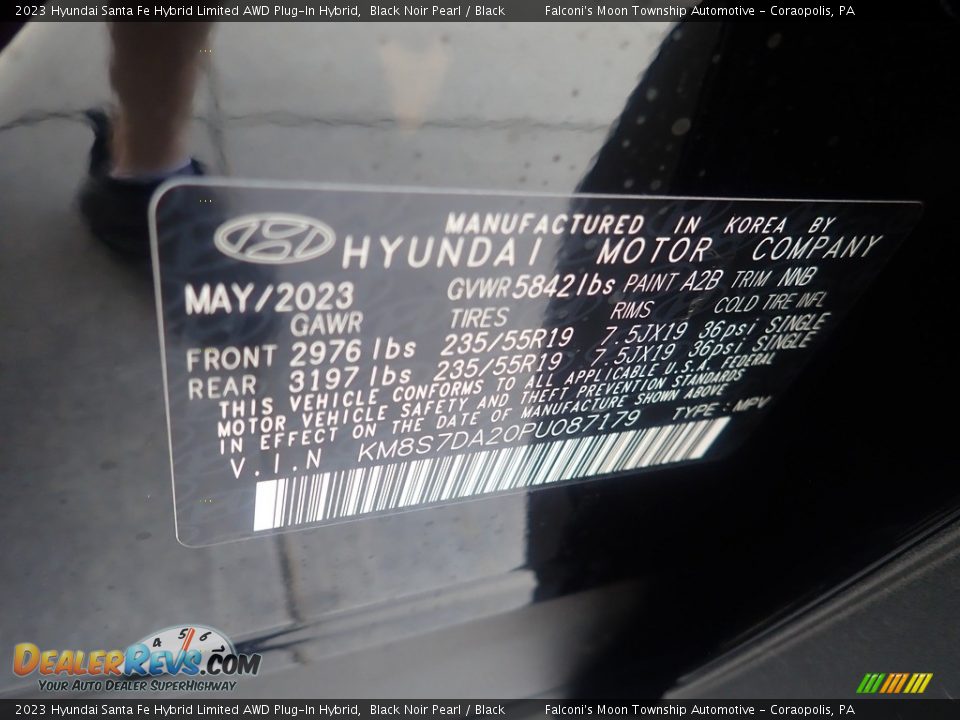 2023 Hyundai Santa Fe Hybrid Limited AWD Plug-In Hybrid, Black Noir Pearl / Black Falconi's Moon Township Automotive - Coraopolis, PA
MANUFACTURED IN KOREA BY
HYUNDAI MOTOR COMPANY
MAY/2023 GVWR 5842lbs PAINT A2B TRIM NNB
GAWR TIRES RIMS COLD TIRE INFL
FRONT 2976 lbs 235/55R19 7.5JX19 36psi SINGLE
REAR 3197 lbs 235/55R19 7.5JX19 36psi SINGLE
THIS VEHICLE CONFORMS TO ALL APPLICABLE U.S.A. FEDERAL
MOTOR VEHICLE SAFETY AND THEFT PREVENTION STANDARDS
IN EFFECT ON THE DATE OF MANUFACTURE SHOWN ABOVE
V.I.N KM8S7DA20PU087179 TYPE : MPV
4 5 6 7
DEALERREVS.COM
YOUR AUTO DEALER SUPERHIGHWAY
2023 Hyundai Santa Fe Hybrid Limited AWD Plug-In Hybrid, Black Noir Pearl / Black Falconi's Moon Township Automotive - Coraopolis, PA